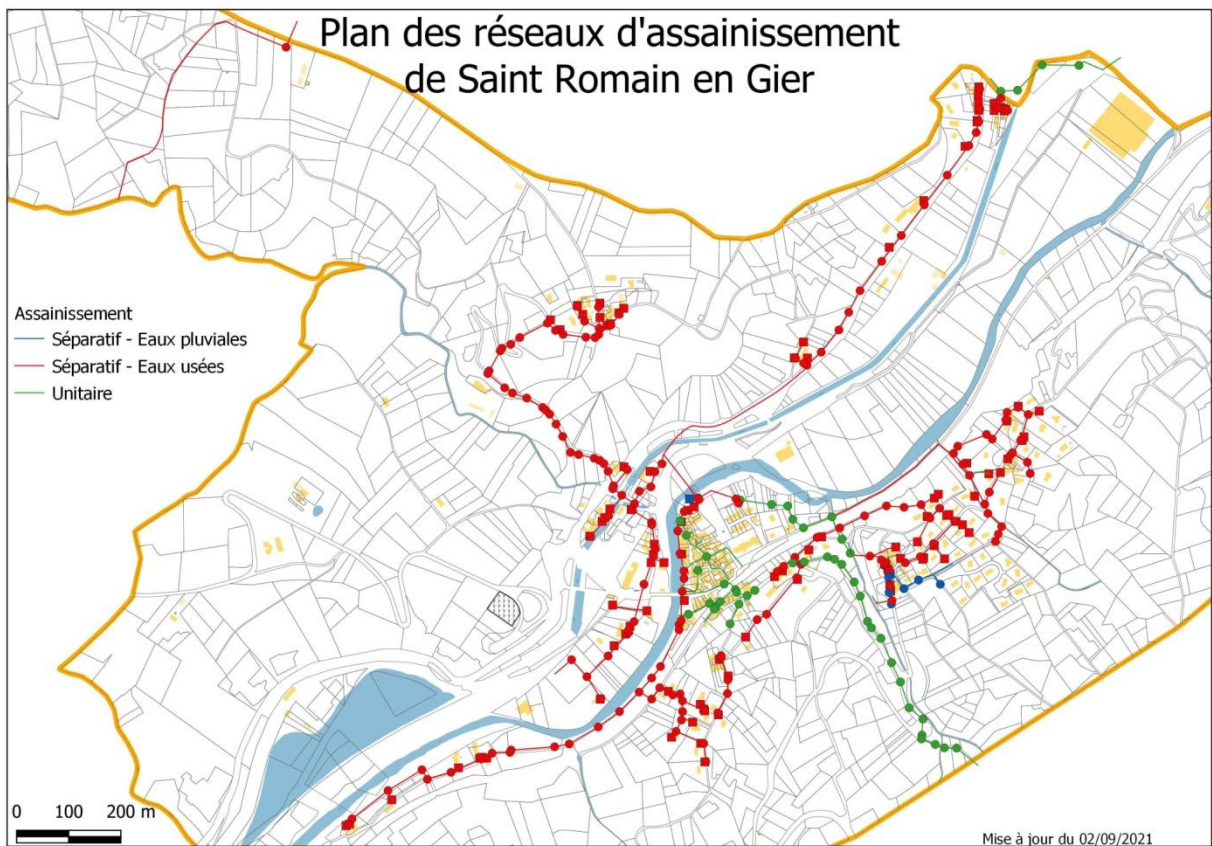 Plan des réseaux d'assainissement
de Saint Romain en Gier
Assainissement
Séparatif - Eaux pluviales
Séparatif - Eaux usées
Unitaire
0 100 200 m
Mise à jour du 02/09/2021